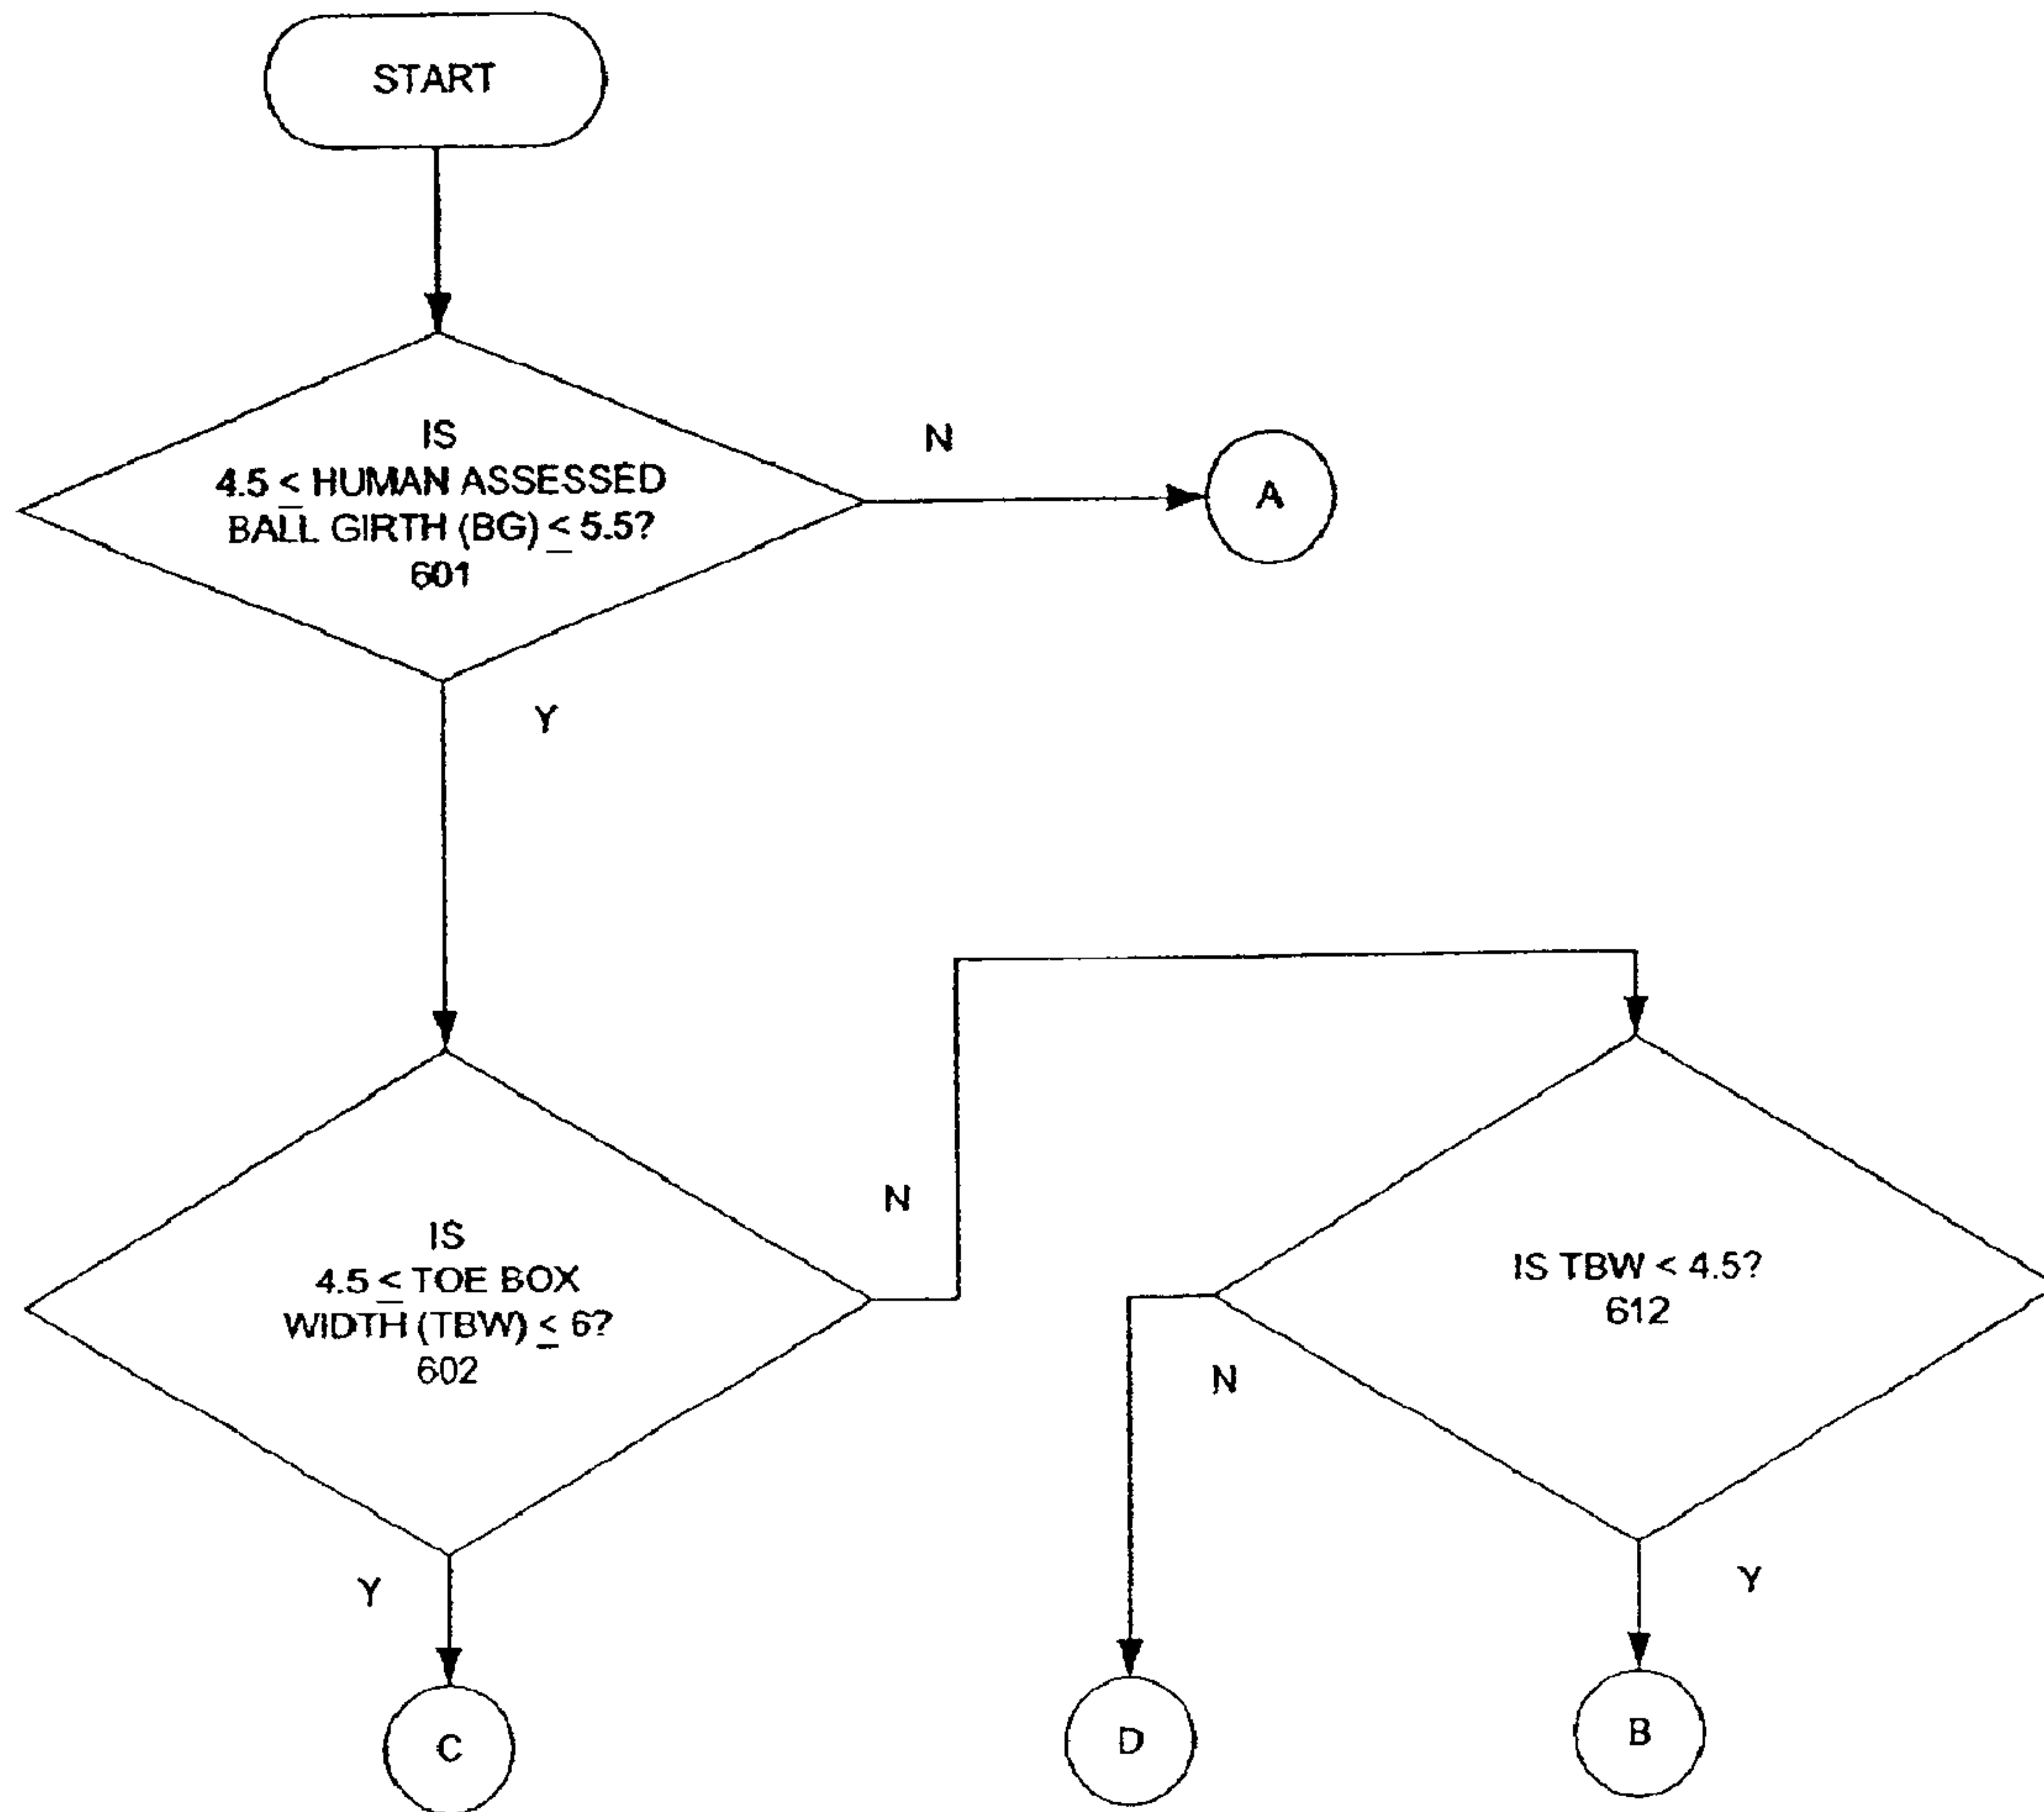 START
IS
4.5 ≤ HUMAN ASSESSED
BALL GIRTH (BG) ≤ 5.5?
601
N
A
Y
IS
4.5 ≤ TOE BOX
WIDTH (TBW) ≤ 6?
602
N
Y
C
IS TBW < 4.5?
612
N
Y
D
B